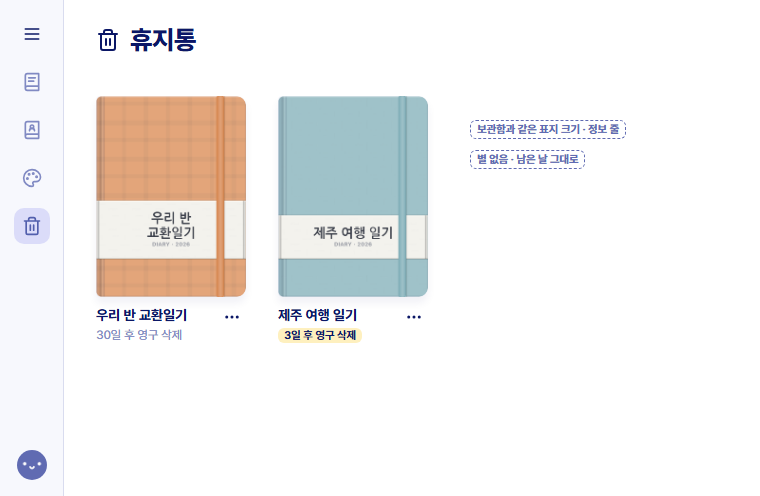 휴지통
우리 반
교환일기
DIARY · 2026
제주 여행 일기
DIARY · 2026
보관함과 같은 표지 크기 · 정보 줄
별 없음 · 남은 날 그대로
우리 반 교환일기
30일 후 영구 삭제
제주 여행 일기
3일 후 영구 삭제